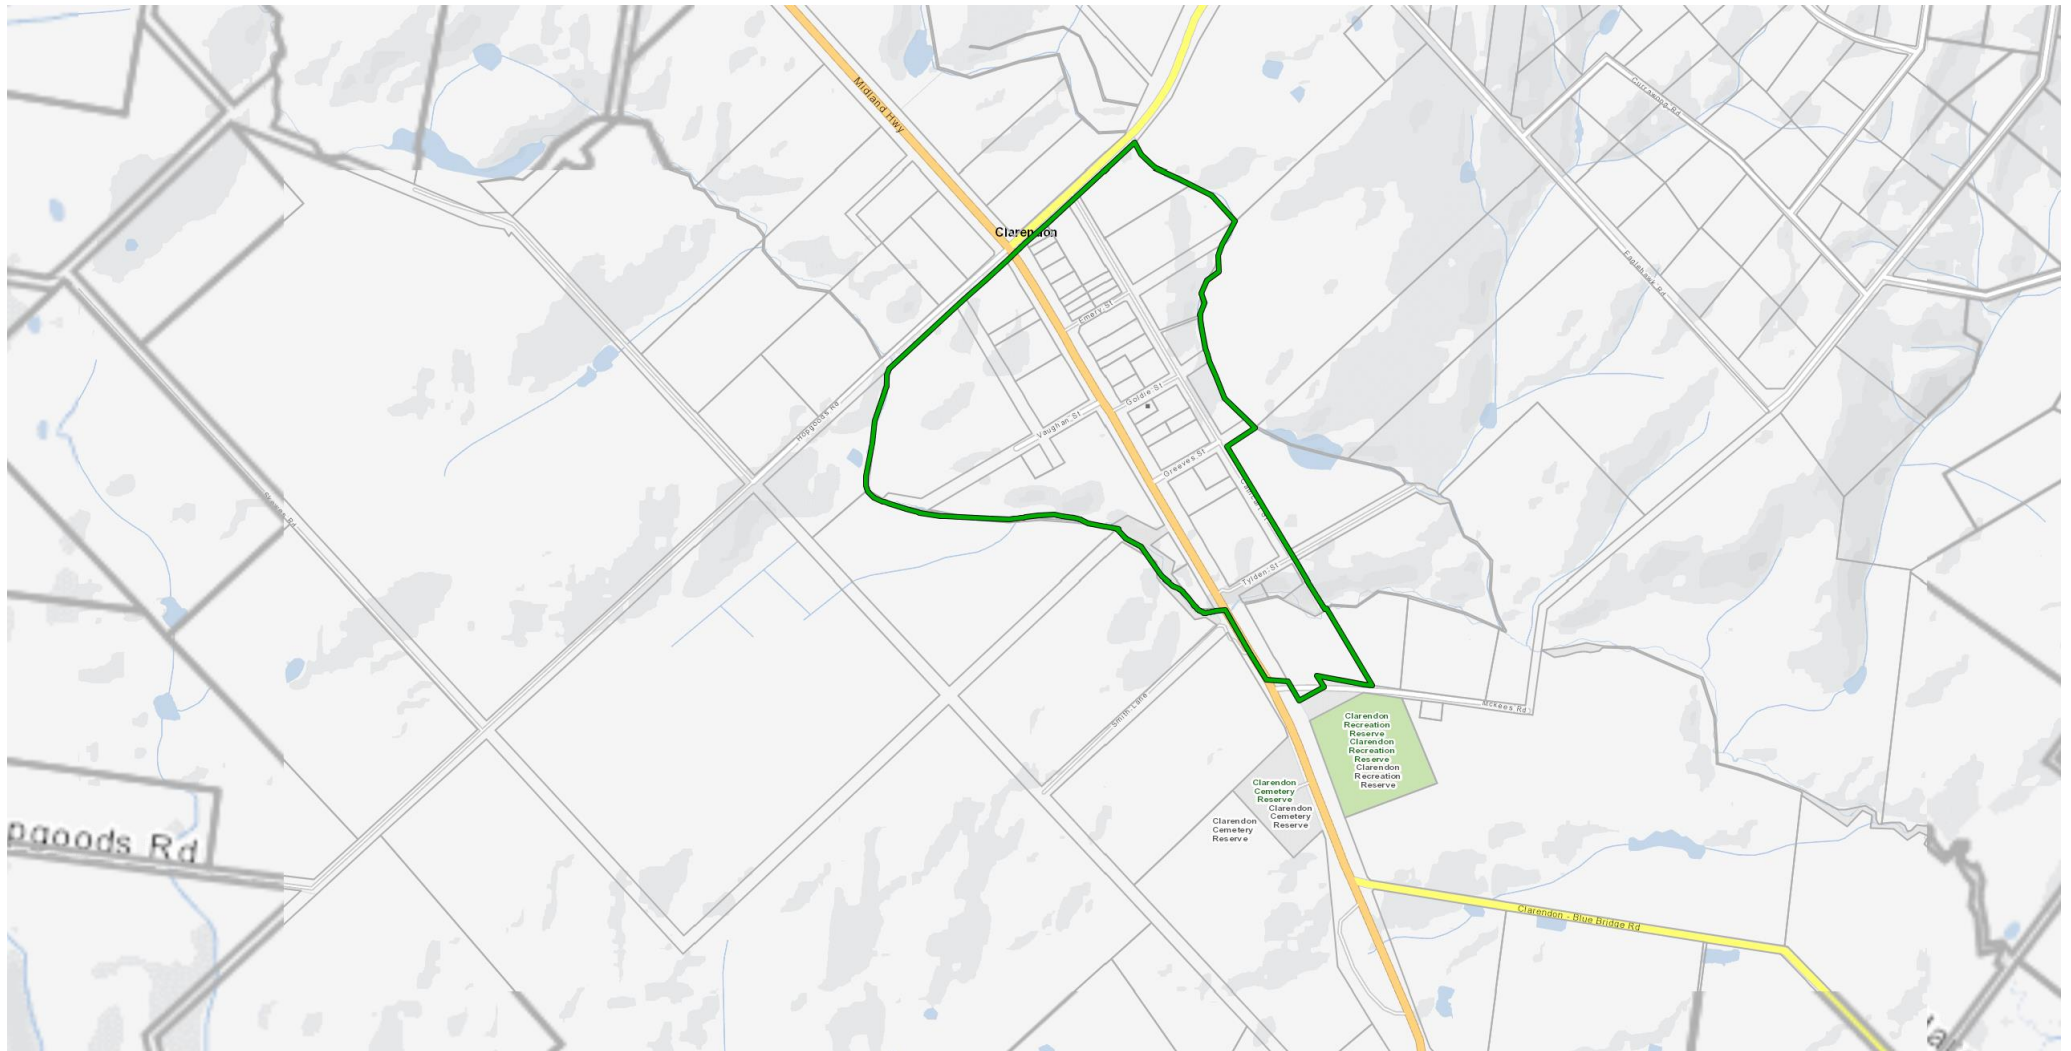 Currawong Rd
Midland Hwy
Clarendon
Eaglehawk Rd
Emery St
Goldie St
Hopgoods Rd
Vaughan St
Greeves St
Tylden St
Smith Lane
Mckees Rd
Clarendon
Recreation
Reserve
Clarendon
Recreation
Reserve
Clarendon
Recreation
Reserve
Clarendon
Cemetery
Reserve
Clarendon
Cemetery
Reserve
Clarendon
Cemetery
Reserve
pgoods Rd
Clarendon - Blue Bridge Rd